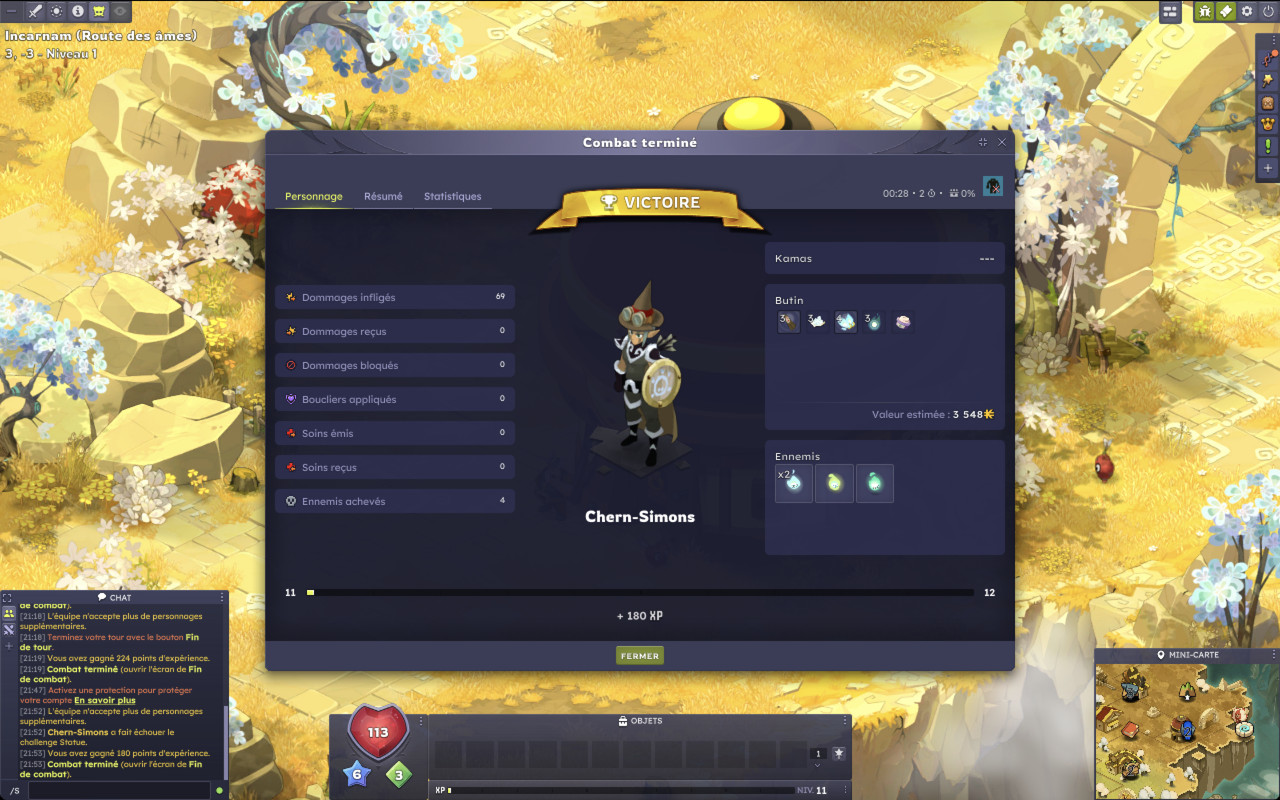 Incarnam (Route des âmes)
3, -3 - Niveau 1
Combat terminé
Personnage
Résumé
Statistiques
VICTOIRE
00:28 • 2 • 0%
Dommages infligés 69
Dommages reçus 0
Dommages bloqués 0
Boucliers appliqués 0
Soins émis 0
Soins reçus 0
Ennemis achevés 4
Chern-Simons
Kamas ---
Butin
Valeur estimée : 3 548
Ennemis
x2
11
12
+ 180 XP
FERMER
CHAT
de combat).
[21:18] L'équipe n'accepte plus de personnages
supplémentaires.
[21:18] Terminez votre tour avec le bouton Fin
de tour.
[21:19] Vous avez gagné 224 points d'expérience.
[21:19] Combat terminé (ouvrir l'écran de Fin
de combat).
[21:47] Activez une protection pour protéger
votre compte En savoir plus
[21:52] L'équipe n'accepte plus de personnages
supplémentaires.
[21:52] Chern-Simons a fait échouer le
challenge Statue.
[21:53] Vous avez gagné 180 points d'expérience.
[21:53] Combat terminé (ouvrir l'écran de Fin
de combat).
/S
113
6
3
OBJETS
1
XP
NIV. 11
MINI-CARTE